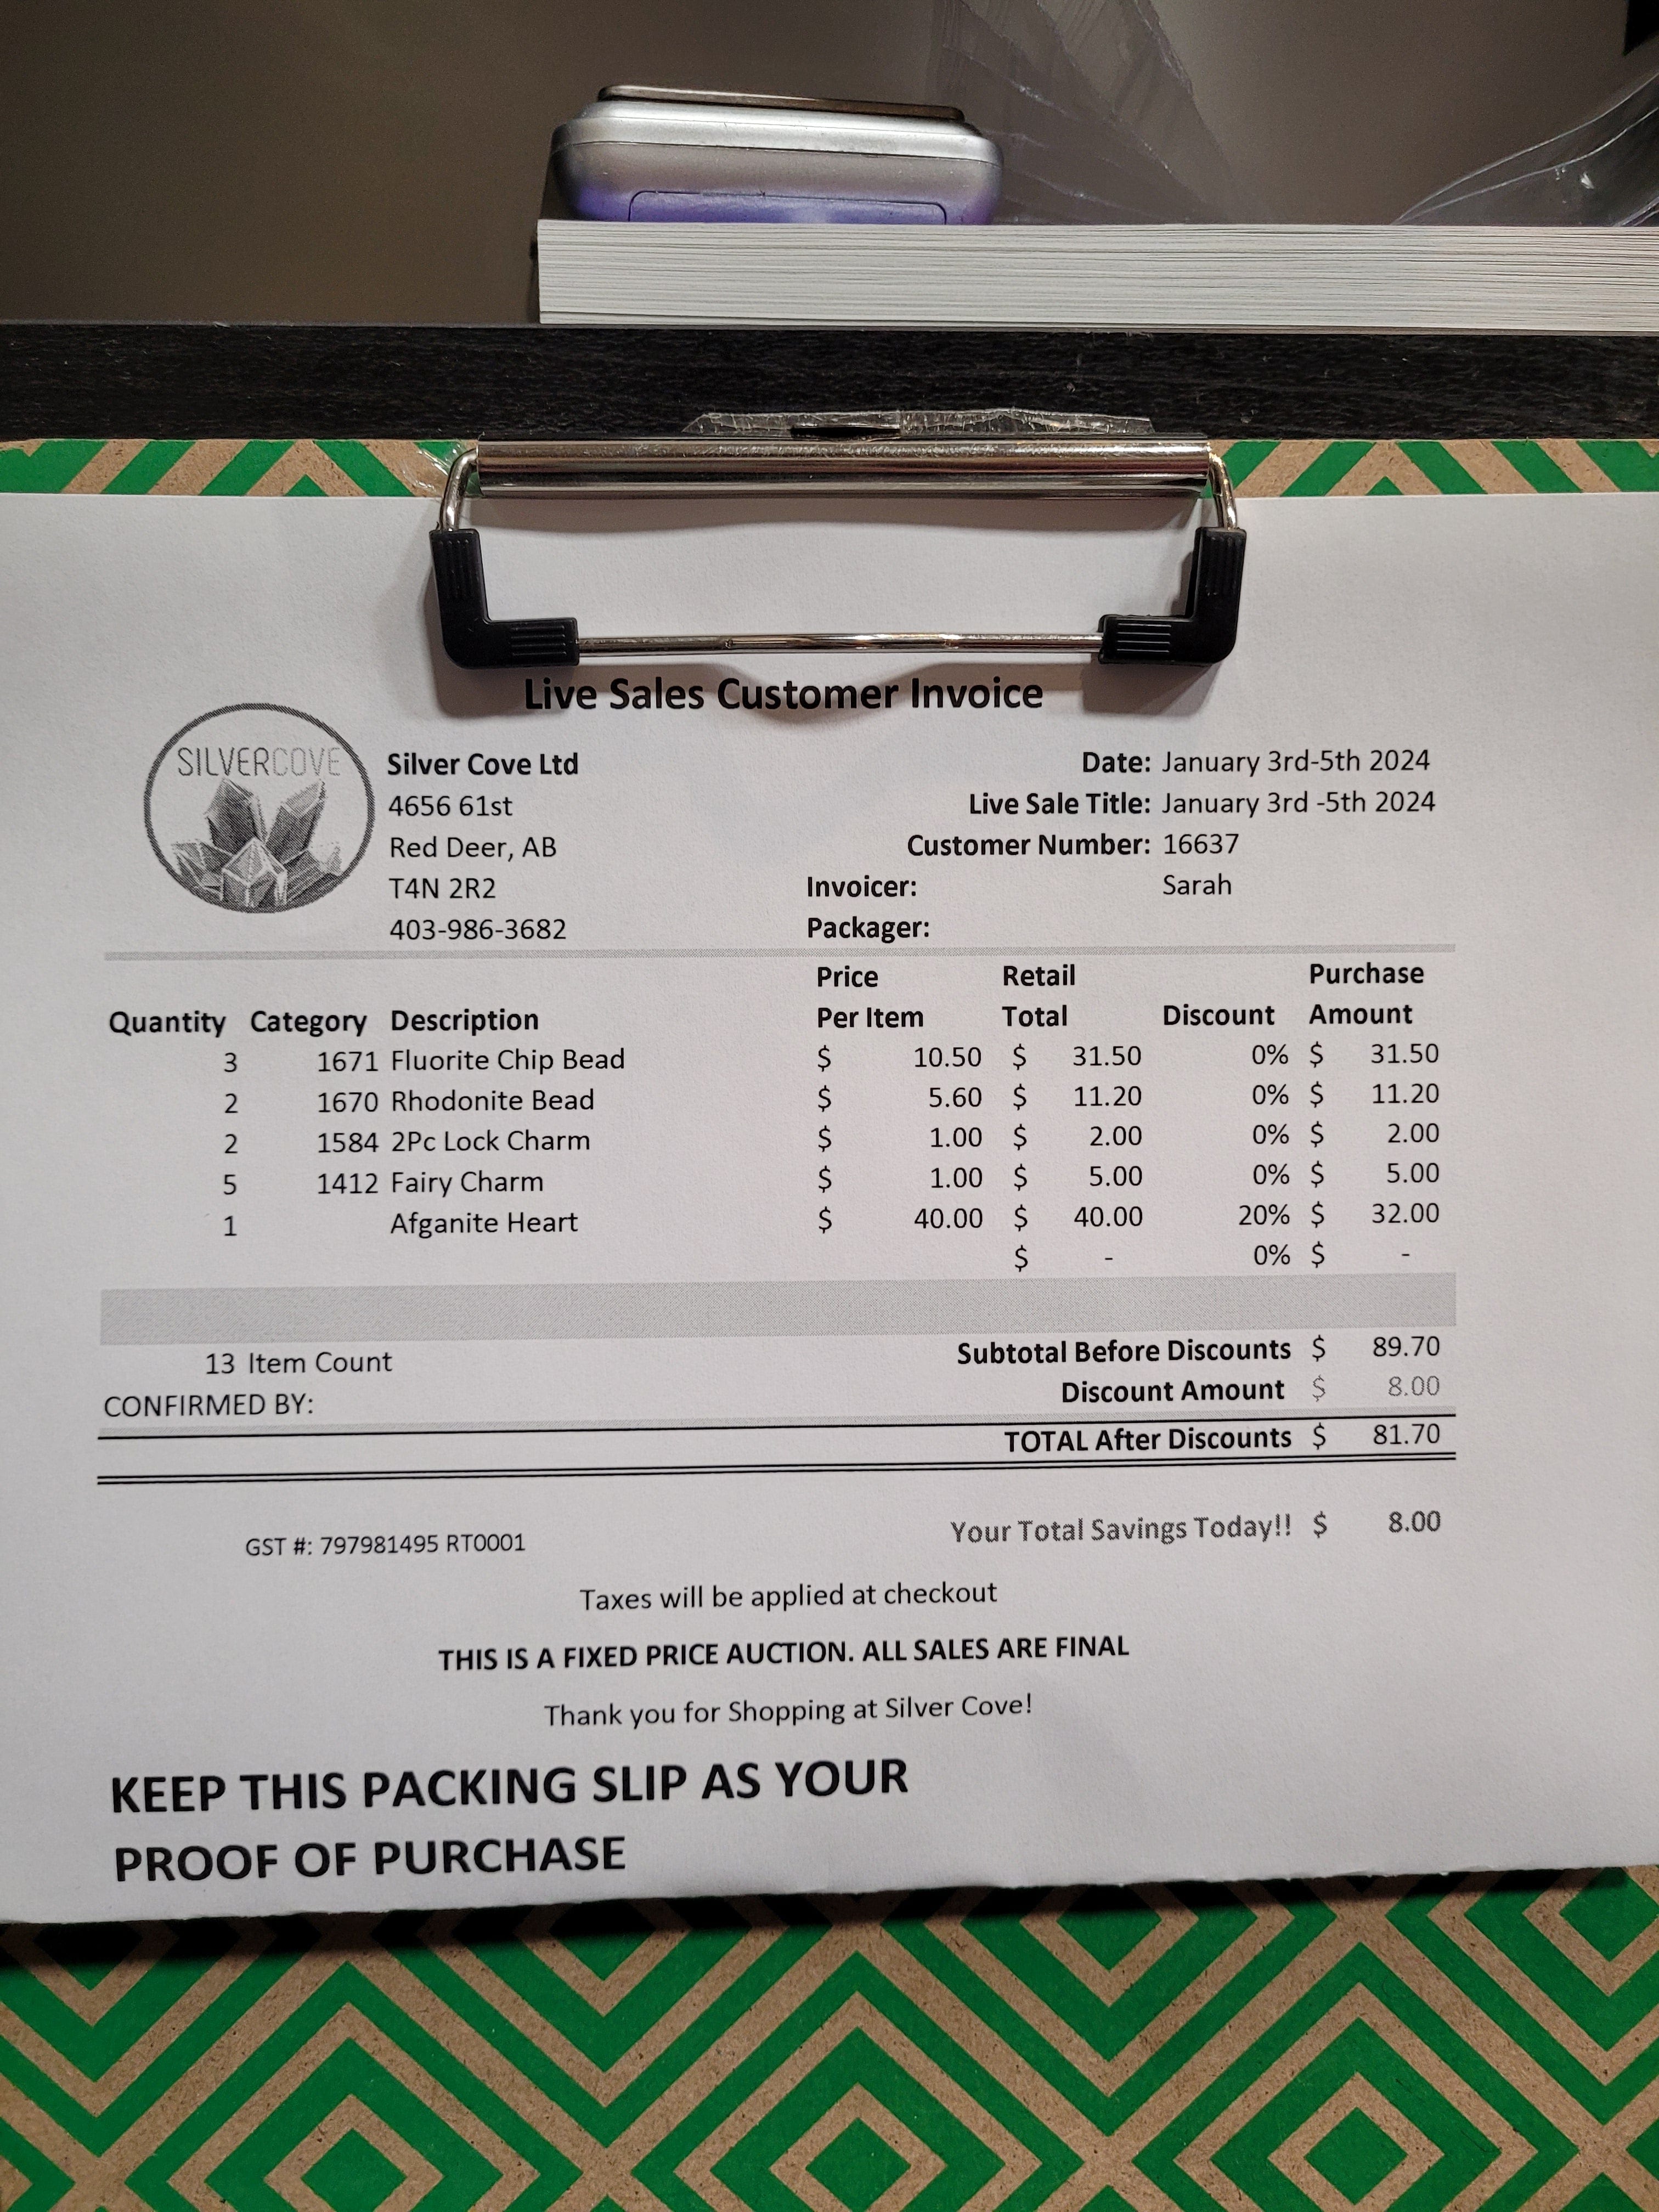 Live Sales Customer Invoice
SILVERCOVE
Silver Cove Ltd
4656 61st
Red Deer, AB
T4N 2R2
403-986-3682
Date: January 3rd-5th 2024
Live Sale Title: January 3rd -5th 2024
Customer Number: 16637
Invoicer: Sarah
Packager:
Quantity Category Description Price Per Item Retail Total Discount Purchase Amount
3 1671 Fluorite Chip Bead $ 10.50 $ 31.50 0% $ 31.50
2 1670 Rhodonite Bead $ 5.60 $ 11.20 0% $ 11.20
2 1584 2Pc Lock Charm $ 1.00 $ 2.00 0% $ 2.00
5 1412 Fairy Charm $ 1.00 $ 5.00 0% $ 5.00
1 Afganite Heart $ 40.00 $ 40.00 20% $ 32.00
$ - 0% $ -
13 Item Count Subtotal Before Discounts $ 89.70
CONFIRMED BY: Discount Amount $ 8.00
TOTAL After Discounts $ 81.70
GST #: 797981495 RT0001 Your Total Savings Today!! $ 8.00
Taxes will be applied at checkout
THIS IS A FIXED PRICE AUCTION. ALL SALES ARE FINAL
Thank you for Shopping at Silver Cove!
KEEP THIS PACKING SLIP AS YOUR
PROOF OF PURCHASE